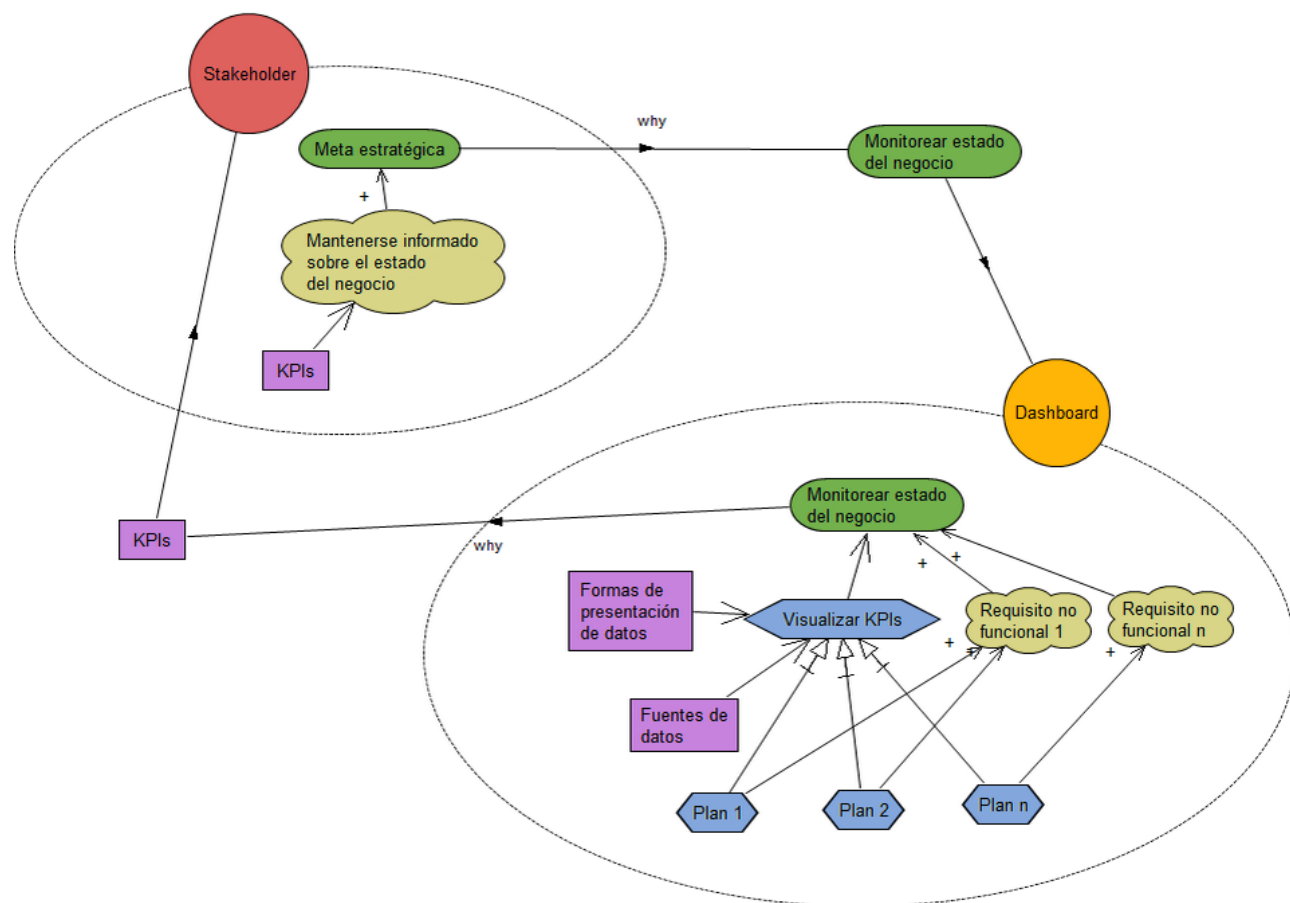 Stakeholder
why
Meta estratégica
Monitorear estado
del negocio
+
Mantenerse informado
sobre el estado
del negocio
KPIs
Dashboard
Monitorear estado
del negocio
KPIs
why
+
+
Formas de
presentación
de datos
Visualizar KPIs
Requisito no
funcional 1
Requisito no
funcional n
+
+
+
Fuentes de
datos
Plan 1
Plan 2
Plan n